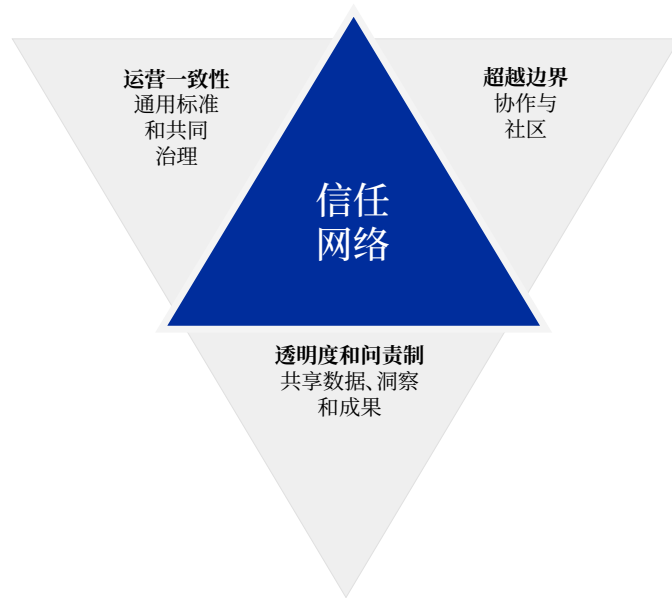 运营一致性
通用标准
和共同
治理
超越边界
协作与
社区
信任
网络
透明度和问责制
共享数据、洞察
和成果